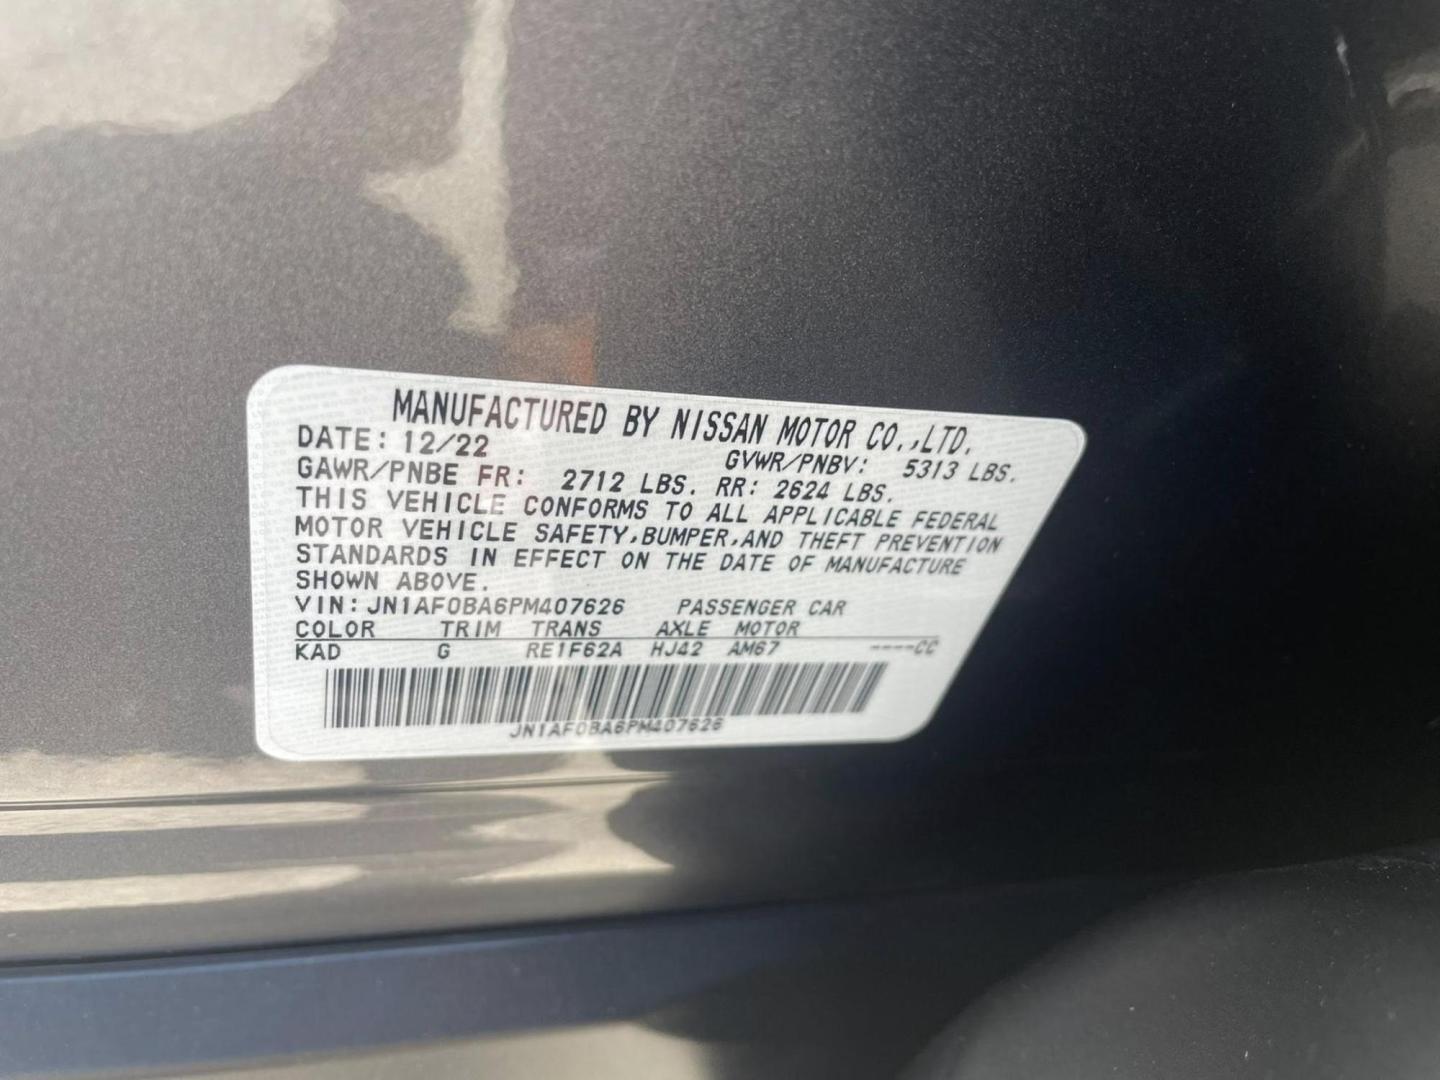 MANUFACTURED BY NISSAN MOTOR CO.,LTD.
DATE: 12/22 GVWR/PNBV: 5313 LBS.
GAWR/PNBE FR: 2712 LBS. RR: 2624 LBS.
THIS VEHICLE CONFORMS TO ALL APPLICABLE FEDERAL
MOTOR VEHICLE SAFETY,BUMPER,AND THEFT PREVENTION
STANDARDS IN EFFECT ON THE DATE OF MANUFACTURE
SHOWN ABOVE.
VIN: JN1AF0BA6PM407626 PASSENGER CAR
COLOR TRIM TRANS AXLE MOTOR
KAD G RE1F62A HJ42 AM67 ----CC
JN1AF0BA6PM407626